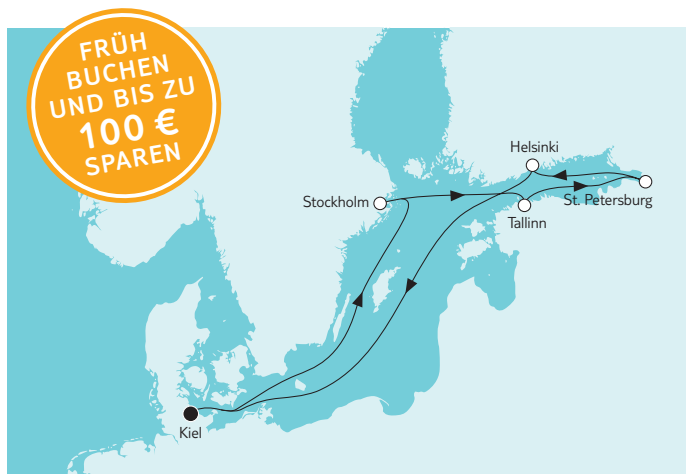 FRÜH
BUCHEN
UND BIS ZU
100 €
SPAREN
Helsinki
Stockholm
St. Petersburg
Tallinn
Kiel